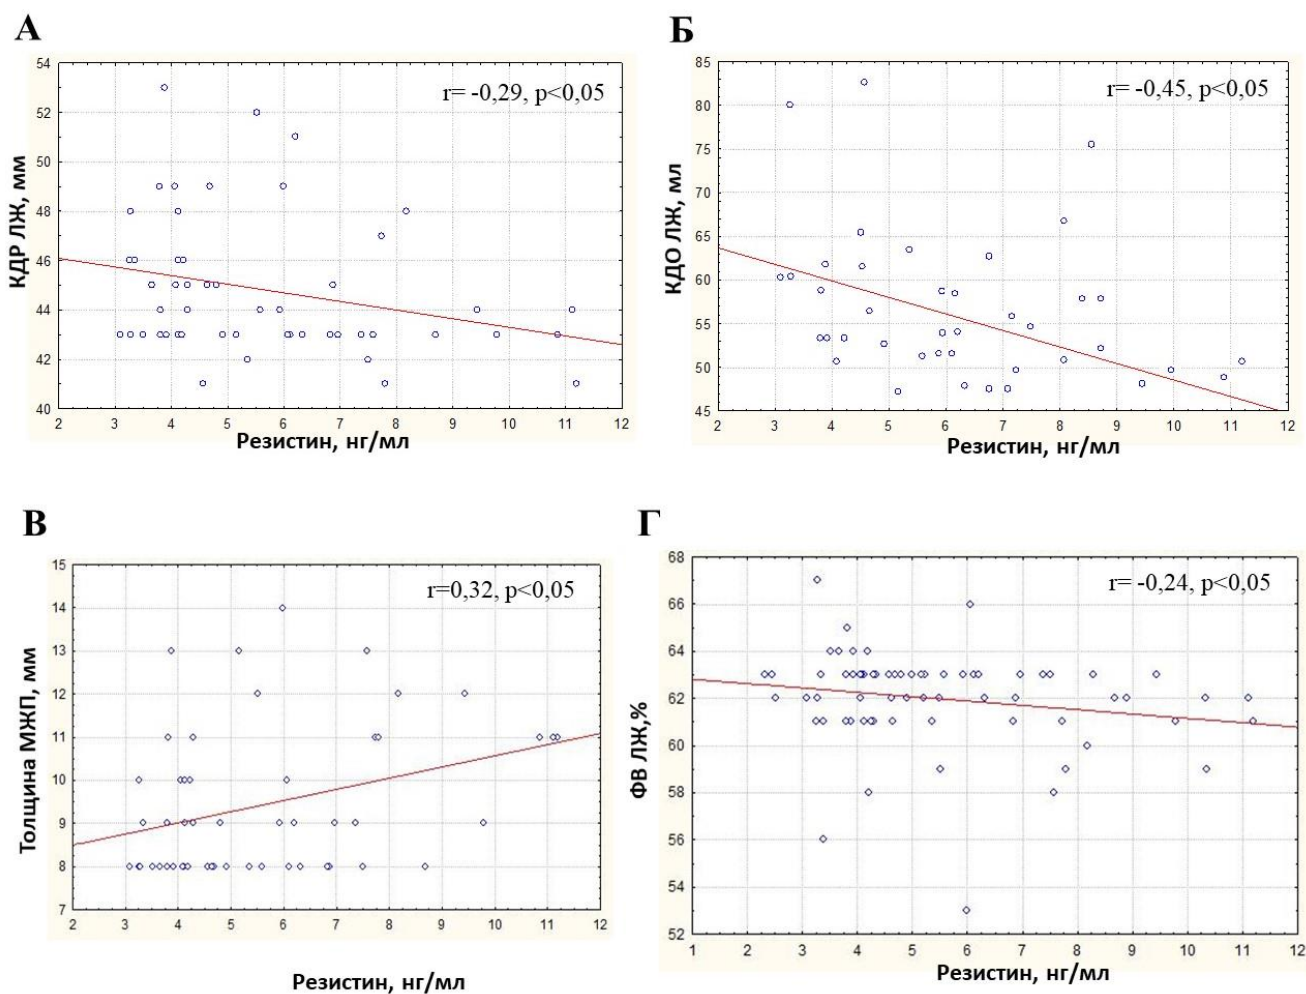 А
r= -0,29, p<0,05
КДР ЛЖ, мм
54
52
50
48
46
44
42
40
2 3 4 5 6 7 8 9 10 11 12
Резистин, нг/мл
Б
r= -0,45, p<0,05
КДО ЛЖ, мл
85
80
75
70
65
60
55
50
45
2 3 4 5 6 7 8 9 10 11 12
Резистин, нг/мл
В
r=0,32, p<0,05
Толщина МЖП, мм
15
14
13
12
11
10
9
8
7
2 3 4 5 6 7 8 9 10 11 12
Резистин, нг/мл
Г
r= -0,24, p<0,05
ФВ ЛЖ,%
68
66
64
62
60
58
56
54
52
1 2 3 4 5 6 7 8 9 10 11 12
Резистин, нг/мл